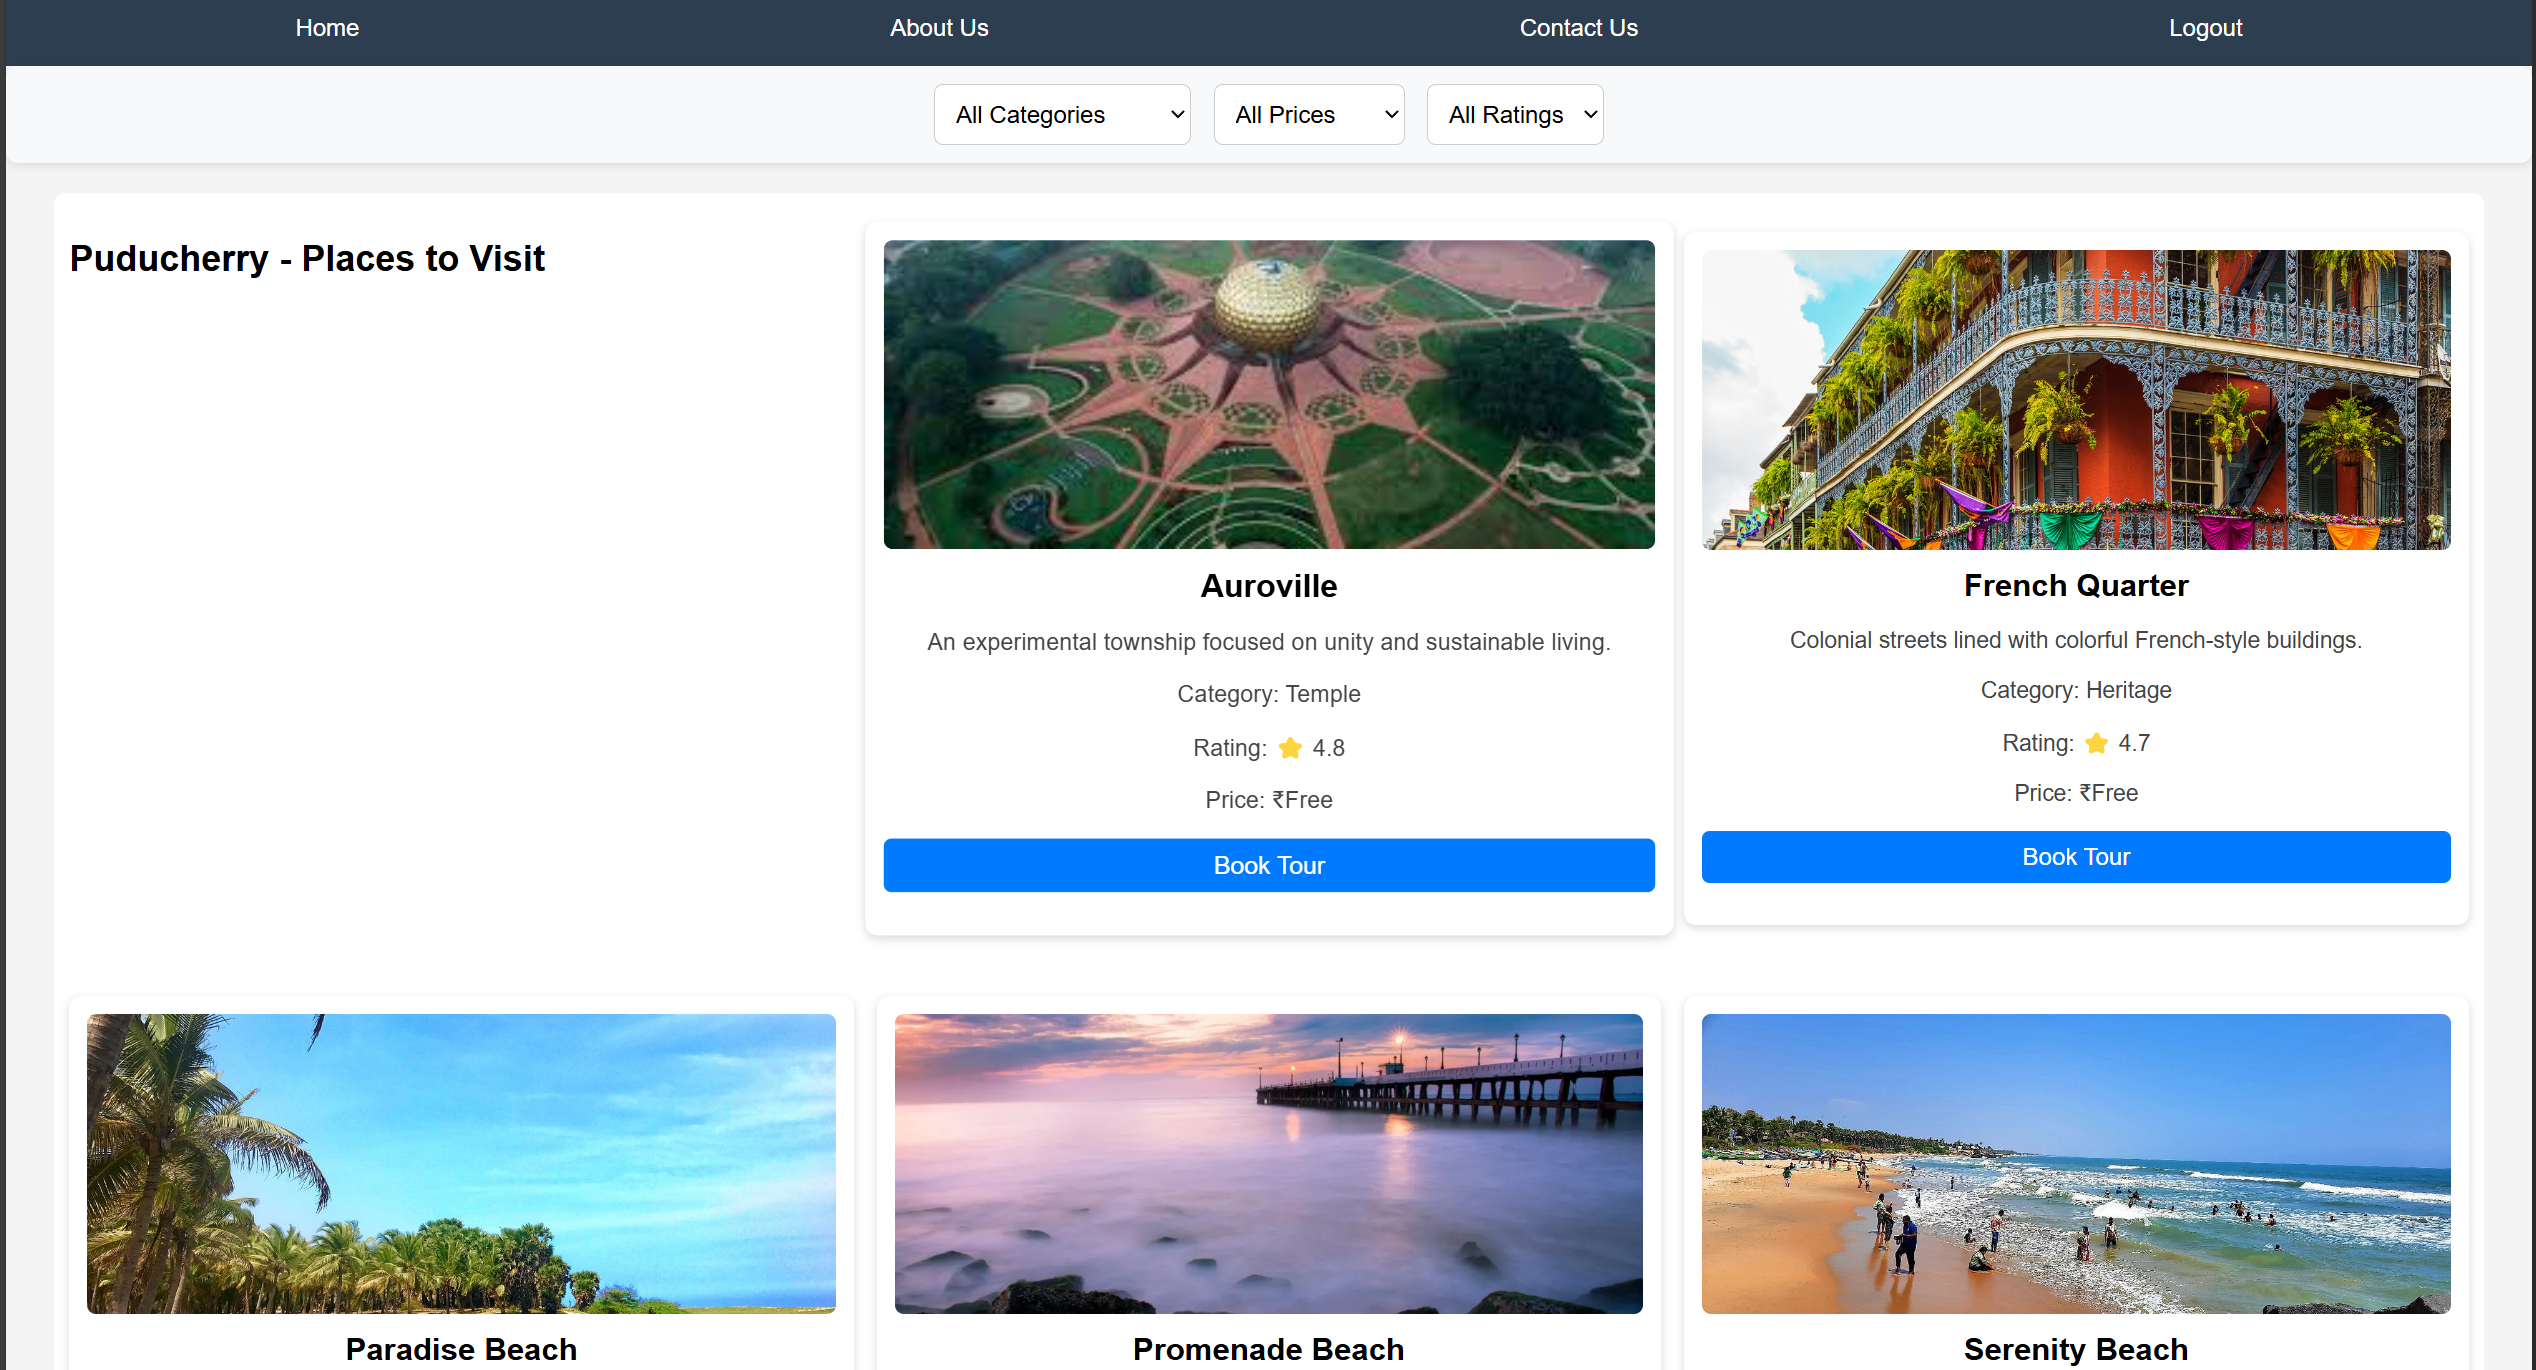 Home
About Us
Contact Us
Logout
All Categories
All Prices
All Ratings
Puducherry - Places to Visit
Auroville
An experimental township focused on unity and sustainable living.
Category: Temple
Rating: ⭐ 4.8
Price: ₹Free
Book Tour
French Quarter
Colonial streets lined with colorful French-style buildings.
Category: Heritage
Rating: ⭐ 4.7
Price: ₹Free
Book Tour
Paradise Beach
Promenade Beach
Serenity Beach